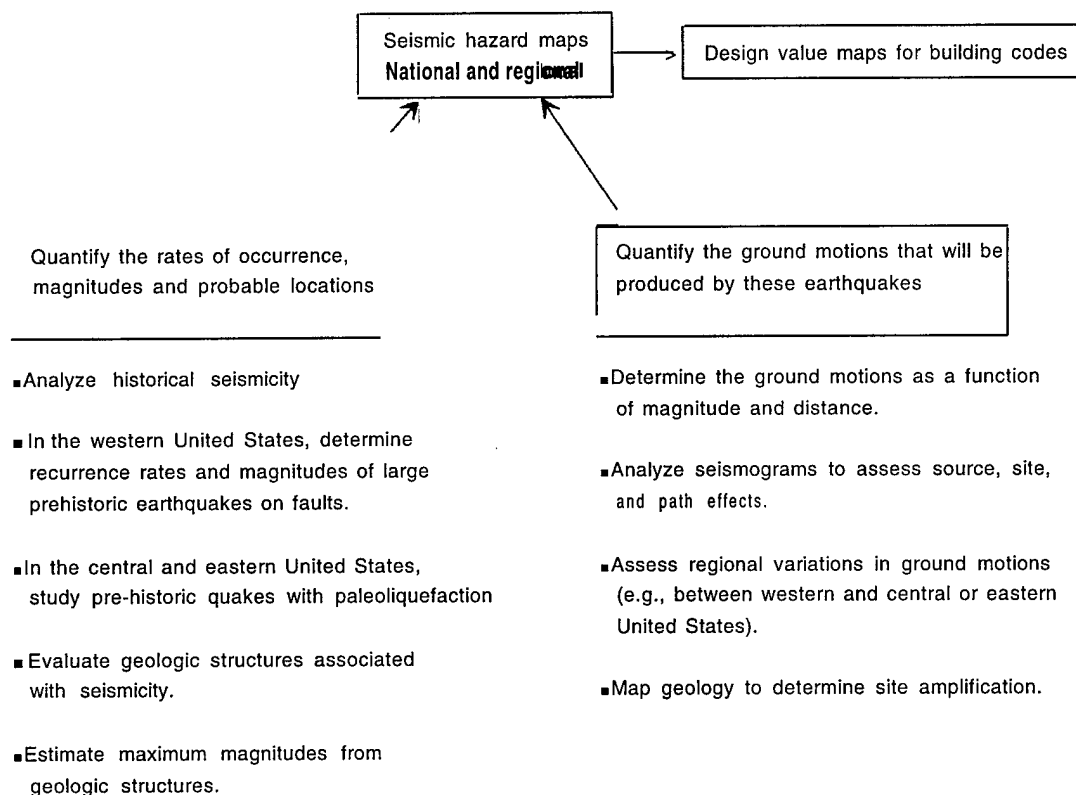 Seismic hazard maps
National and regional
Design value maps for building codes
Quantify the rates of occurrence,
magnitudes and probable locations
■Analyze historical seismicity
■ In the western United States, determine
recurrence rates and magnitudes of large
prehistoric earthquakes on faults.
■In the central and eastern United States,
study pre-historic quakes with paleoliquefaction
■ Evaluate geologic structures associated
with seismicity.
■Estimate maximum magnitudes from
geologic structures.
Quantify the ground motions that will be
produced by these earthquakes
■Determine the ground motions as a function
of magnitude and distance.
■Analyze seismograms to assess source, site,
and path effects.
■Assess regional variations in ground motions
(e.g., between western and central or eastern
United States).
■Map geology to determine site amplification.